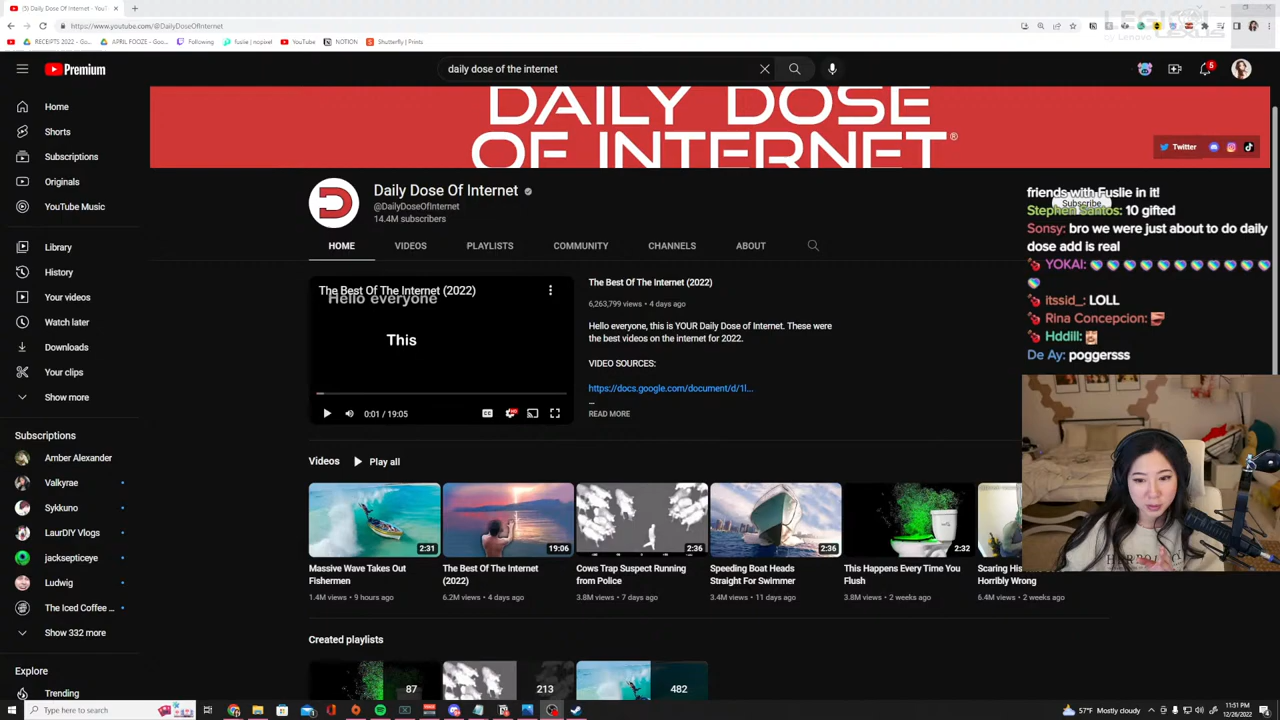 (5) Daily Dose Of Internet - YouT
https://www.youtube.com/@DailyDoseOfInternet
RECEIPTS 2022 - Go...
APRIL FOOZE - Goo...
Following
fuslie | nopixel
YouTube
NOTION
Shutterfly | Prints
LEGION
by Lenovo
Premium
daily dose of the internet
5
Home
Shorts
Subscriptions
Originals
YouTube Music
Library
History
Your videos
Watch later
Downloads
Your clips
Show more
Subscriptions
Amber Alexander
Valkyrae
Sykkuno
LaurDIY Vlogs
jacksepticeye
Ludwig
The Iced Coffee ...
Show 332 more
Explore
Trending
DAILY DOSE
OF INTERNET®
Twitter
Daily Dose Of Internet
@DailyDoseOfInternet
14.4M subscribers
Subscribe
HOME
VIDEOS
PLAYLISTS
COMMUNITY
CHANNELS
ABOUT
The Best Of The Internet (2022)
Hello everyone
This
0:01 / 19:05
The Best Of The Internet (2022)
6,263,799 views • 4 days ago
Hello everyone, this is YOUR Daily Dose of Internet. These were
the best videos on the internet for 2022.
VIDEO SOURCES:
https://docs.google.com/document/d/1l...
...
READ MORE
friends with Fuslie in it!
Stephen Santos: 10 gifted
Sonsy: bro we were just about to do daily
dose add is real
YOKAI:
itssid_: LOLL
Rina Concepcion:
Hddill:
De Ay: poggersss
Videos
Play all
2:31
19:06
2:36
2:36
2:32
Massive Wave Takes Out
Fishermen
1.4M views • 9 hours ago
The Best Of The Internet
(2022)
6.2M views • 4 days ago
Cows Trap Suspect Running
from Police
3.8M views • 7 days ago
Speeding Boat Heads
Straight For Swimmer
3.4M views • 11 days ago
This Happens Every Time You
Flush
3.8M views • 2 weeks ago
Scaring His
Horribly Wrong
6.4M views • 2 weeks ago
Created playlists
87
213
482
Type here to search
57°F Mostly cloudy
11:51 PM
12/26/2022